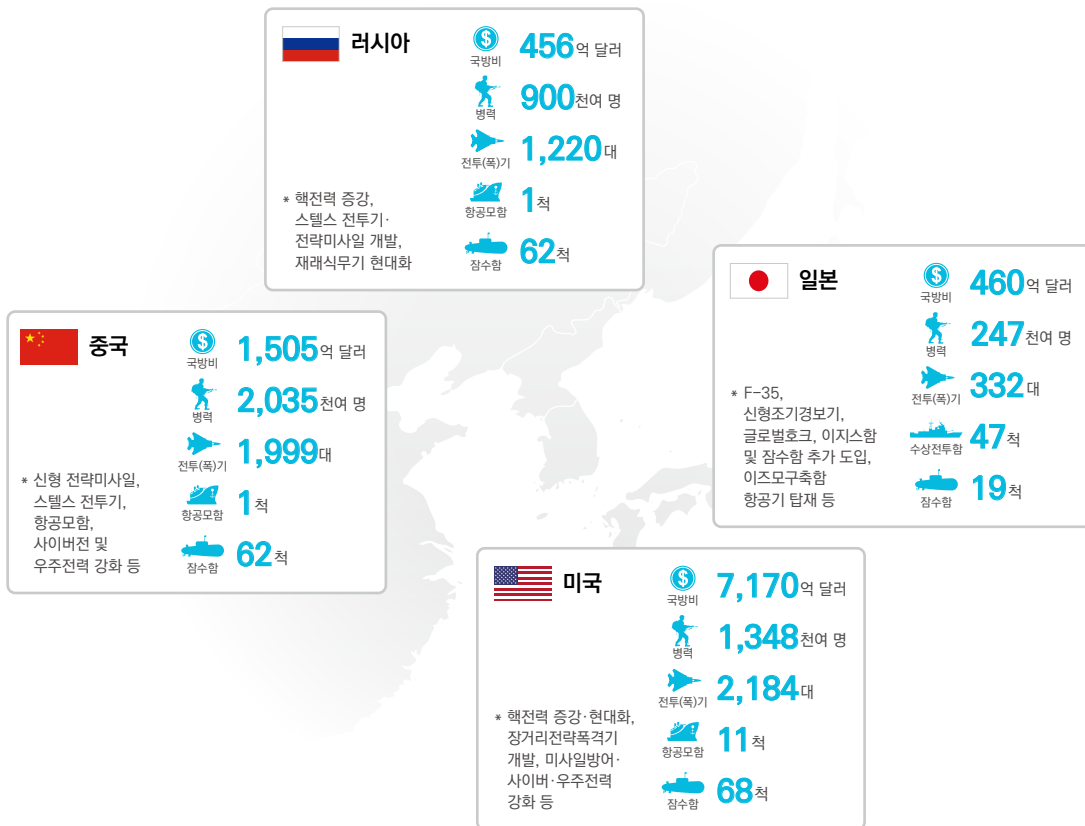 러시아
국방비
456억 달러
병력
900천여 명
전투(폭)기
1,220대
항공모함
1척
잠수함
62척
* 핵전력 증강,
스텔스 전투기·
전략미사일 개발,
재래식무기 현대화
일본
국방비
460억 달러
병력
247천여 명
전투(폭)기
332대
수상전투함
47척
잠수함
19척
* F-35,
신형조기경보기,
글로벌호크, 이지스함
및 잠수함 추가 도입,
이즈모구축함
항공기 탑재 등
중국
국방비
1,505억 달러
병력
2,035천여 명
전투(폭)기
1,999대
항공모함
1척
잠수함
62척
* 신형 전략미사일,
스텔스 전투기,
항공모함,
사이버전 및
우주전력 강화 등
미국
국방비
7,170억 달러
병력
1,348천여 명
전투(폭)기
2,184대
항공모함
11척
잠수함
68척
* 핵전력 증강·현대화,
장거리전략폭격기
개발, 미사일방어·
사이버·우주전력
강화 등